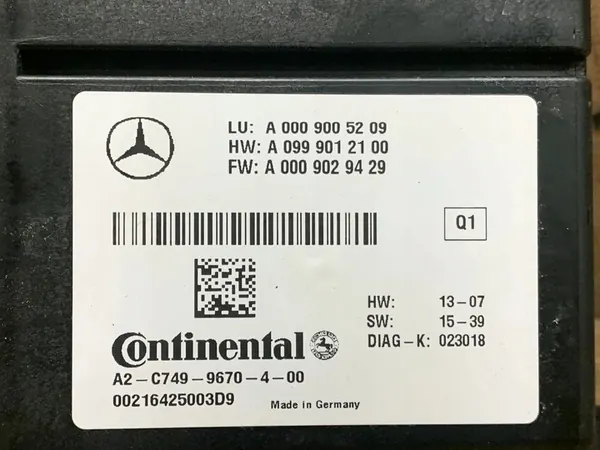 LU: A 000 900 52 09
HW: A 099 901 21 00
FW: A 000 902 94 29
Q1
HW: 13-07
SW: 15-39
DIAG-K: 023018
Continental
A2-C749-9670-4-00
00216425003D9
Made in Germany